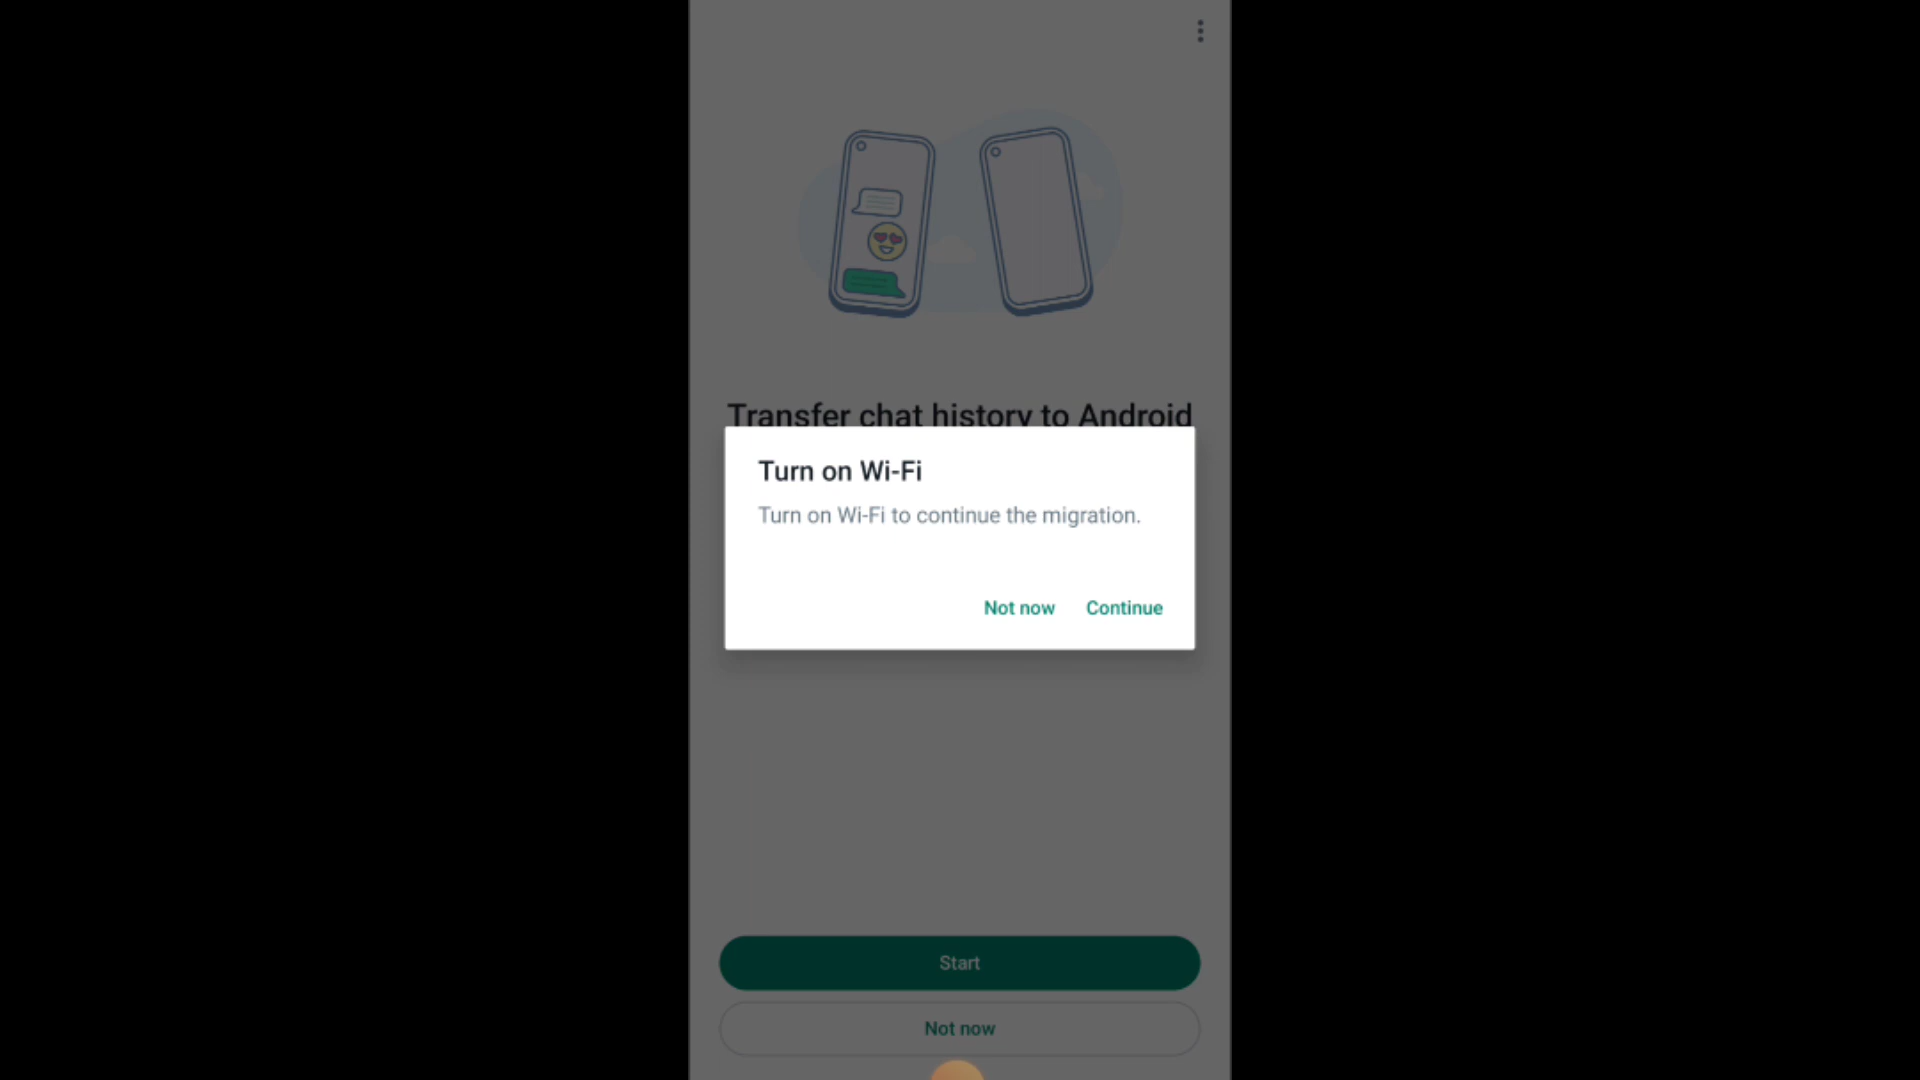 Transfer chat history to Android
Turn on Wi-Fi
Turn on Wi-Fi to continue the migration.
Not now
Continue
Start
Not now